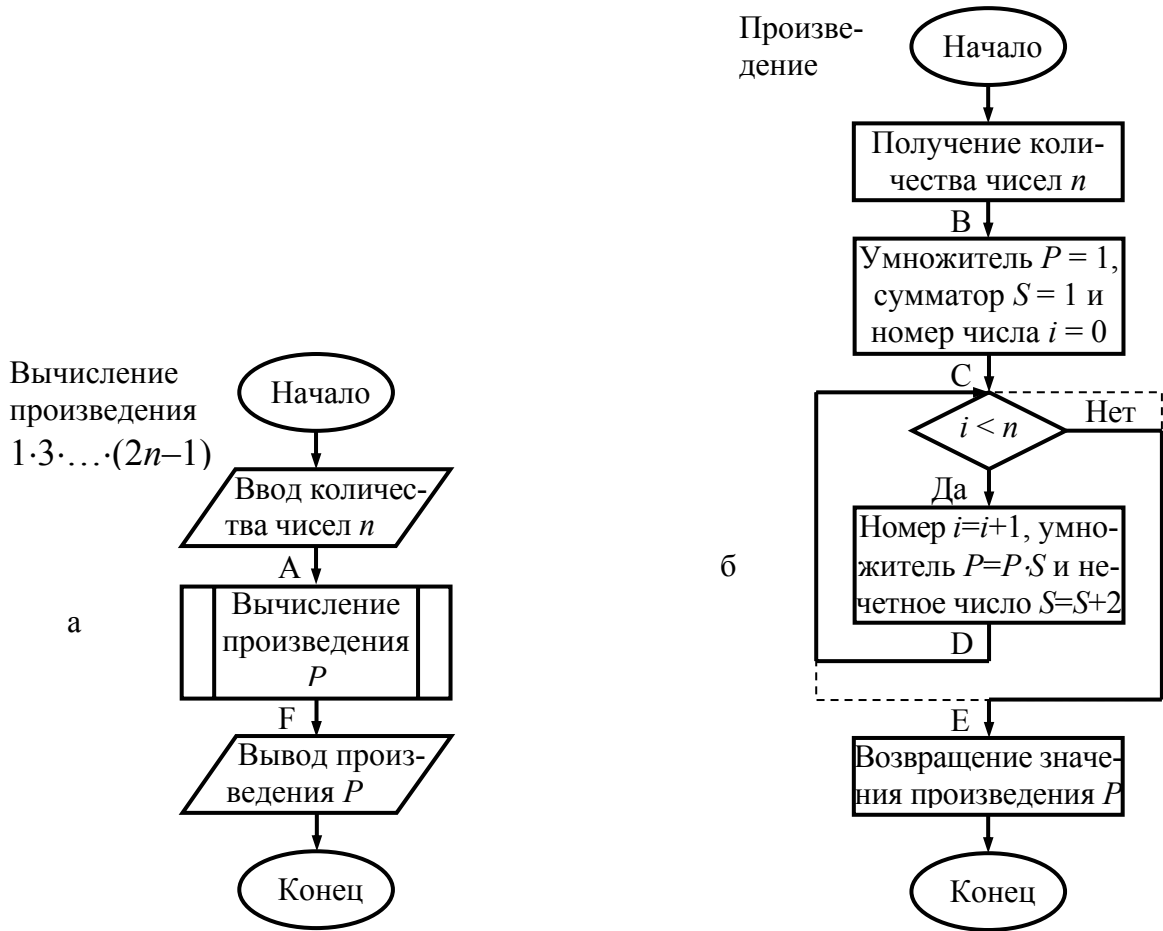 Вычисление
произведения
1·3·…·(2n–1)
Начало
Ввод количес-
тва чисел n
A
Вычисление
произведения
P
F
Вывод произ-
ведения P
Конец
а
Произве-
дение
Начало
Получение коли-
чества чисел n
B
Умножитель P = 1,
сумматор S = 1 и
номер числа i = 0
C
i < n
Нет
Да
Номер i=i+1, умно-
житель P=P·S и не-
четное число S=S+2
D
E
Возвращение значе-
ния произведения P
Конец
б